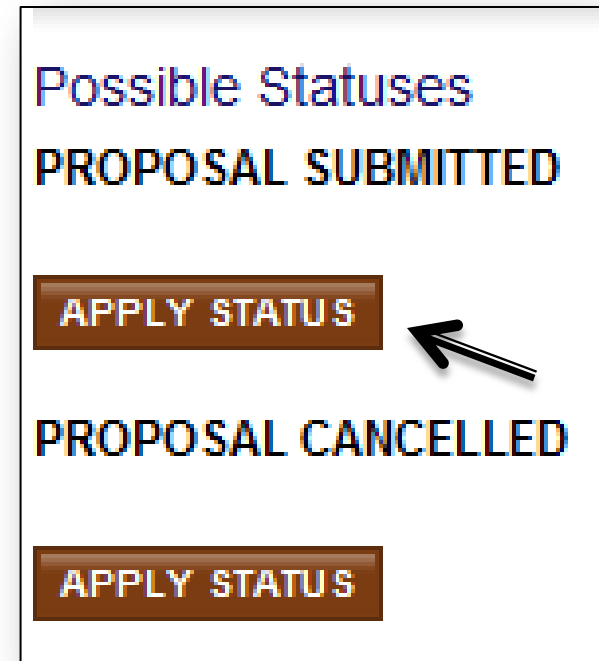 Possible Statuses
PROPOSAL SUBMITTED
APPLY STATUS
PROPOSAL CANCELLED
APPLY STATUS